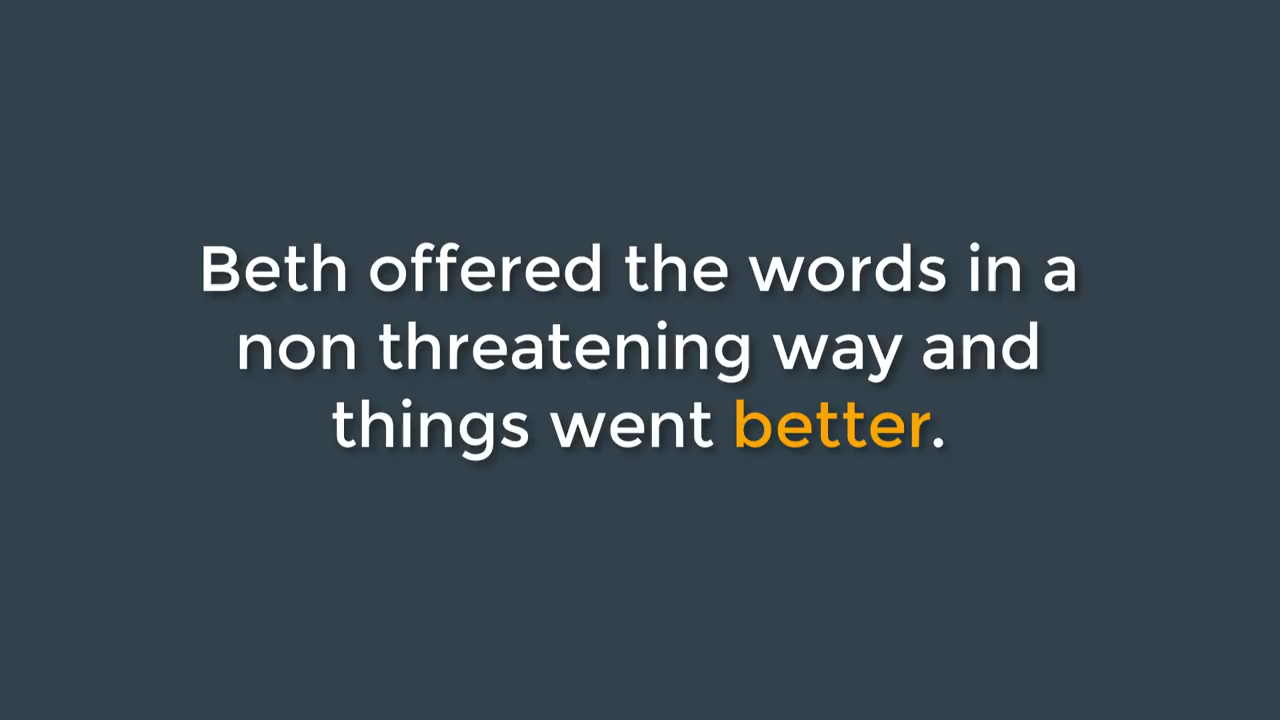 Beth offered the words in a
non threatening way and
things went better.